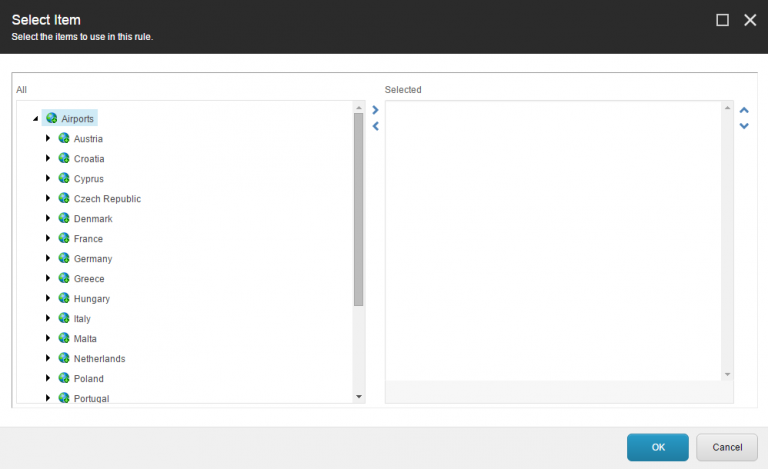 Select Item
Select the items to use in this rule.
All
Selected
Airports
Austria
Croatia
Cyprus
Czech Republic
Denmark
France
Germany
Greece
Hungary
Italy
Malta
Netherlands
Poland
Portugal
OK
Cancel